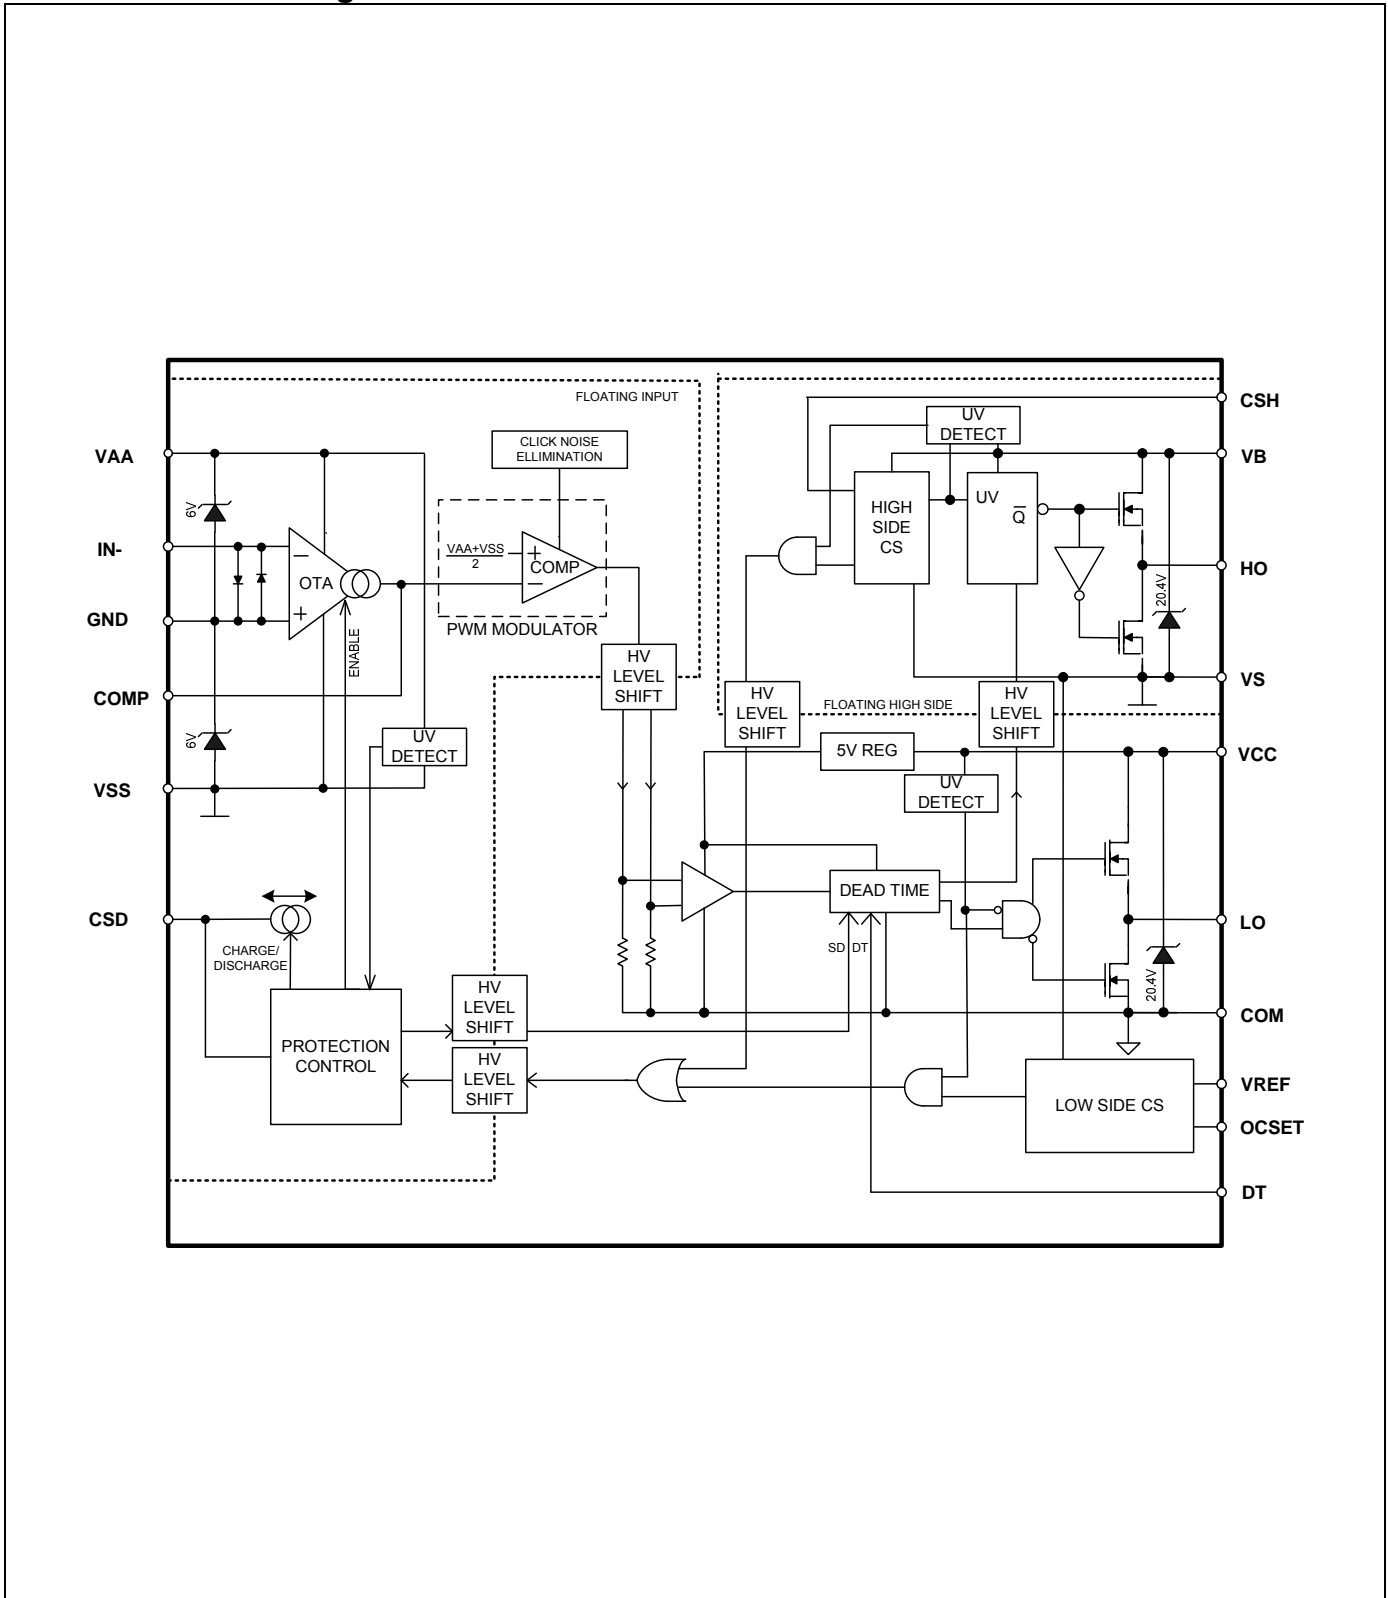 FLOATING INPUT
CSH
UV
DETECT
CLICK NOISE
ELLIMINATION
VAA
VB
6V
HIGH
SIDE
CS
UV
Q
IN-
VAA+VSS
2
+
COMP
−
−
OTA
+
HO
20.4V
GND
PWM MODULATOR
ENABLE
HV
LEVEL
SHIFT
VS
COMP
HV
LEVEL
SHIFT
FLOATING HIGH SIDE
HV
LEVEL
SHIFT
6V
UV
DETECT
5V REG
VCC
VSS
UV
DETECT
DEAD TIME
CSD
LO
CHARGE/
DISCHARGE
SD
DT
20.4V
HV
LEVEL
SHIFT
COM
PROTECTION
CONTROL
HV
LEVEL
SHIFT
VREF
LOW SIDE CS
OCSET
DT